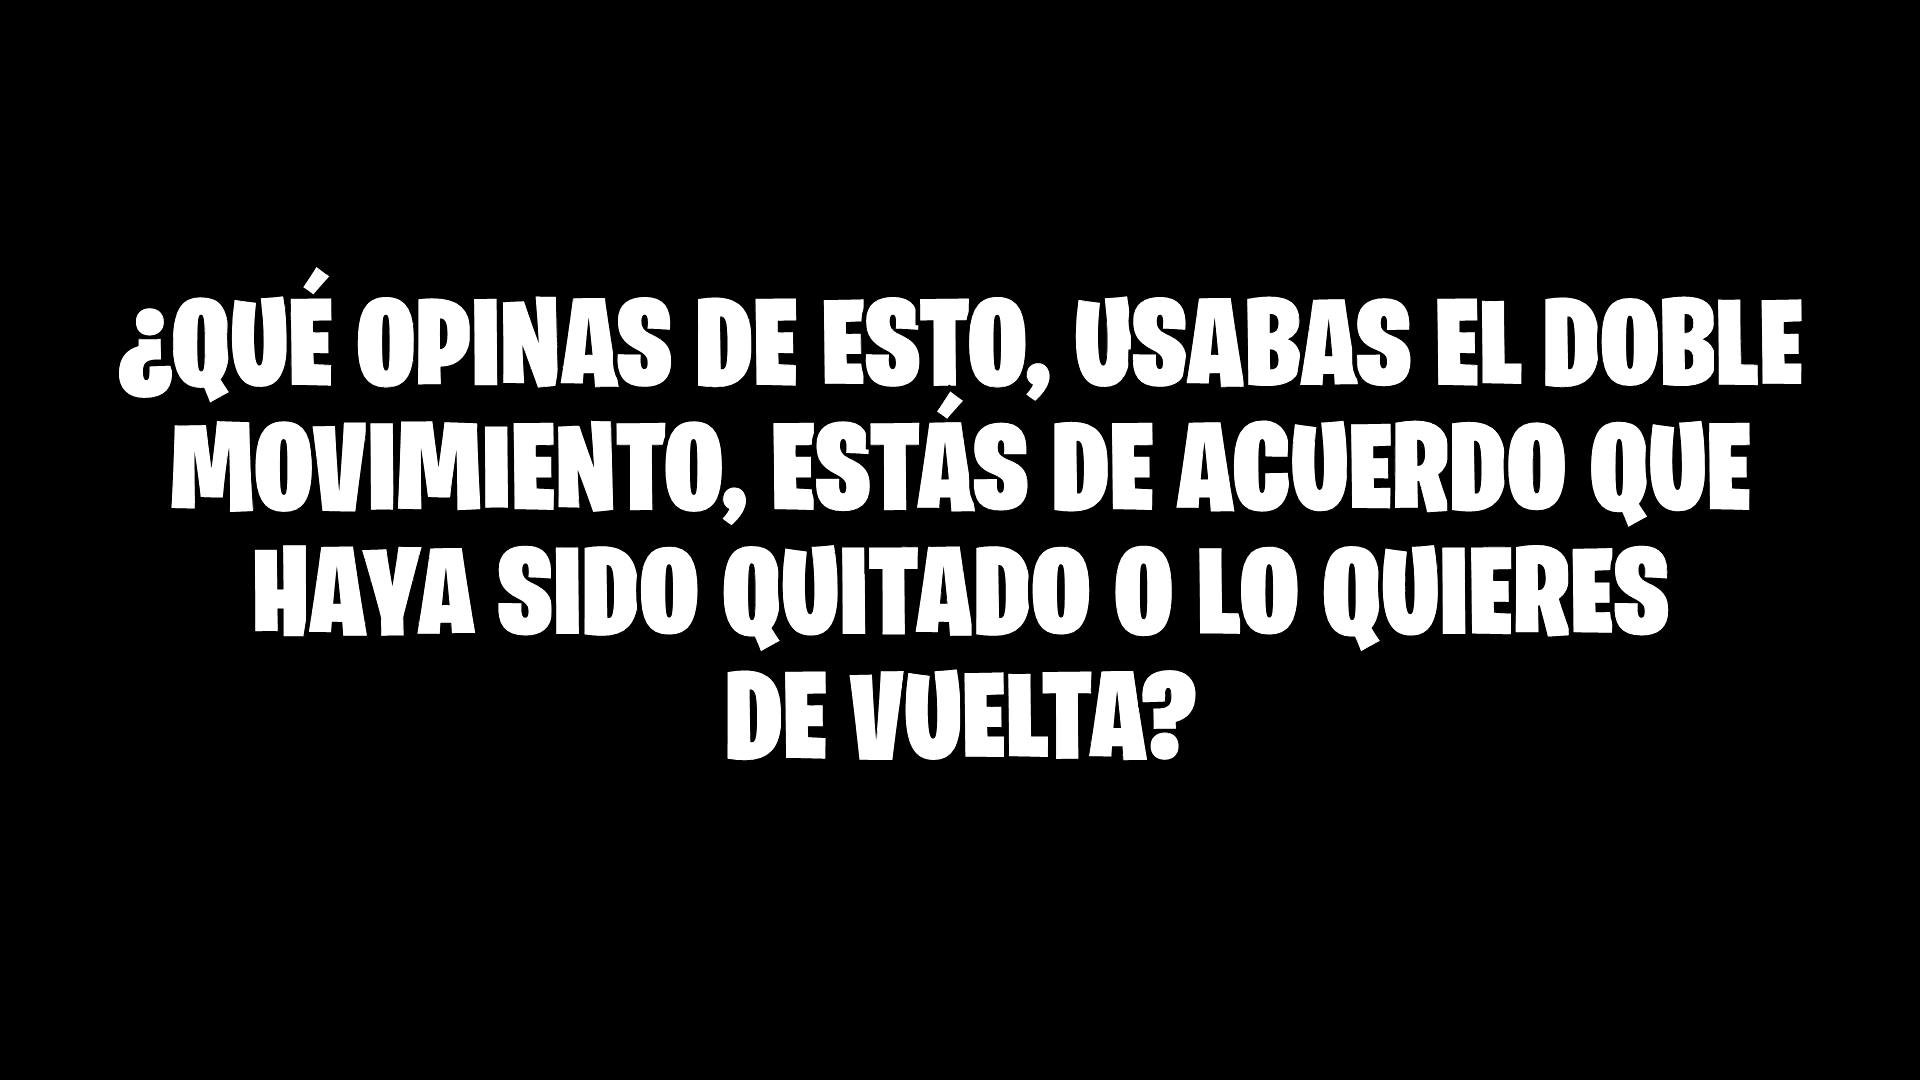 ¿QUÉ OPINAS DE ESTO, USABAS EL DOBLE
MOVIMIENTO, ESTÁS DE ACUERDO QUE
HAYA SIDO QUITADO O LO QUIERES
DE VUELTA?